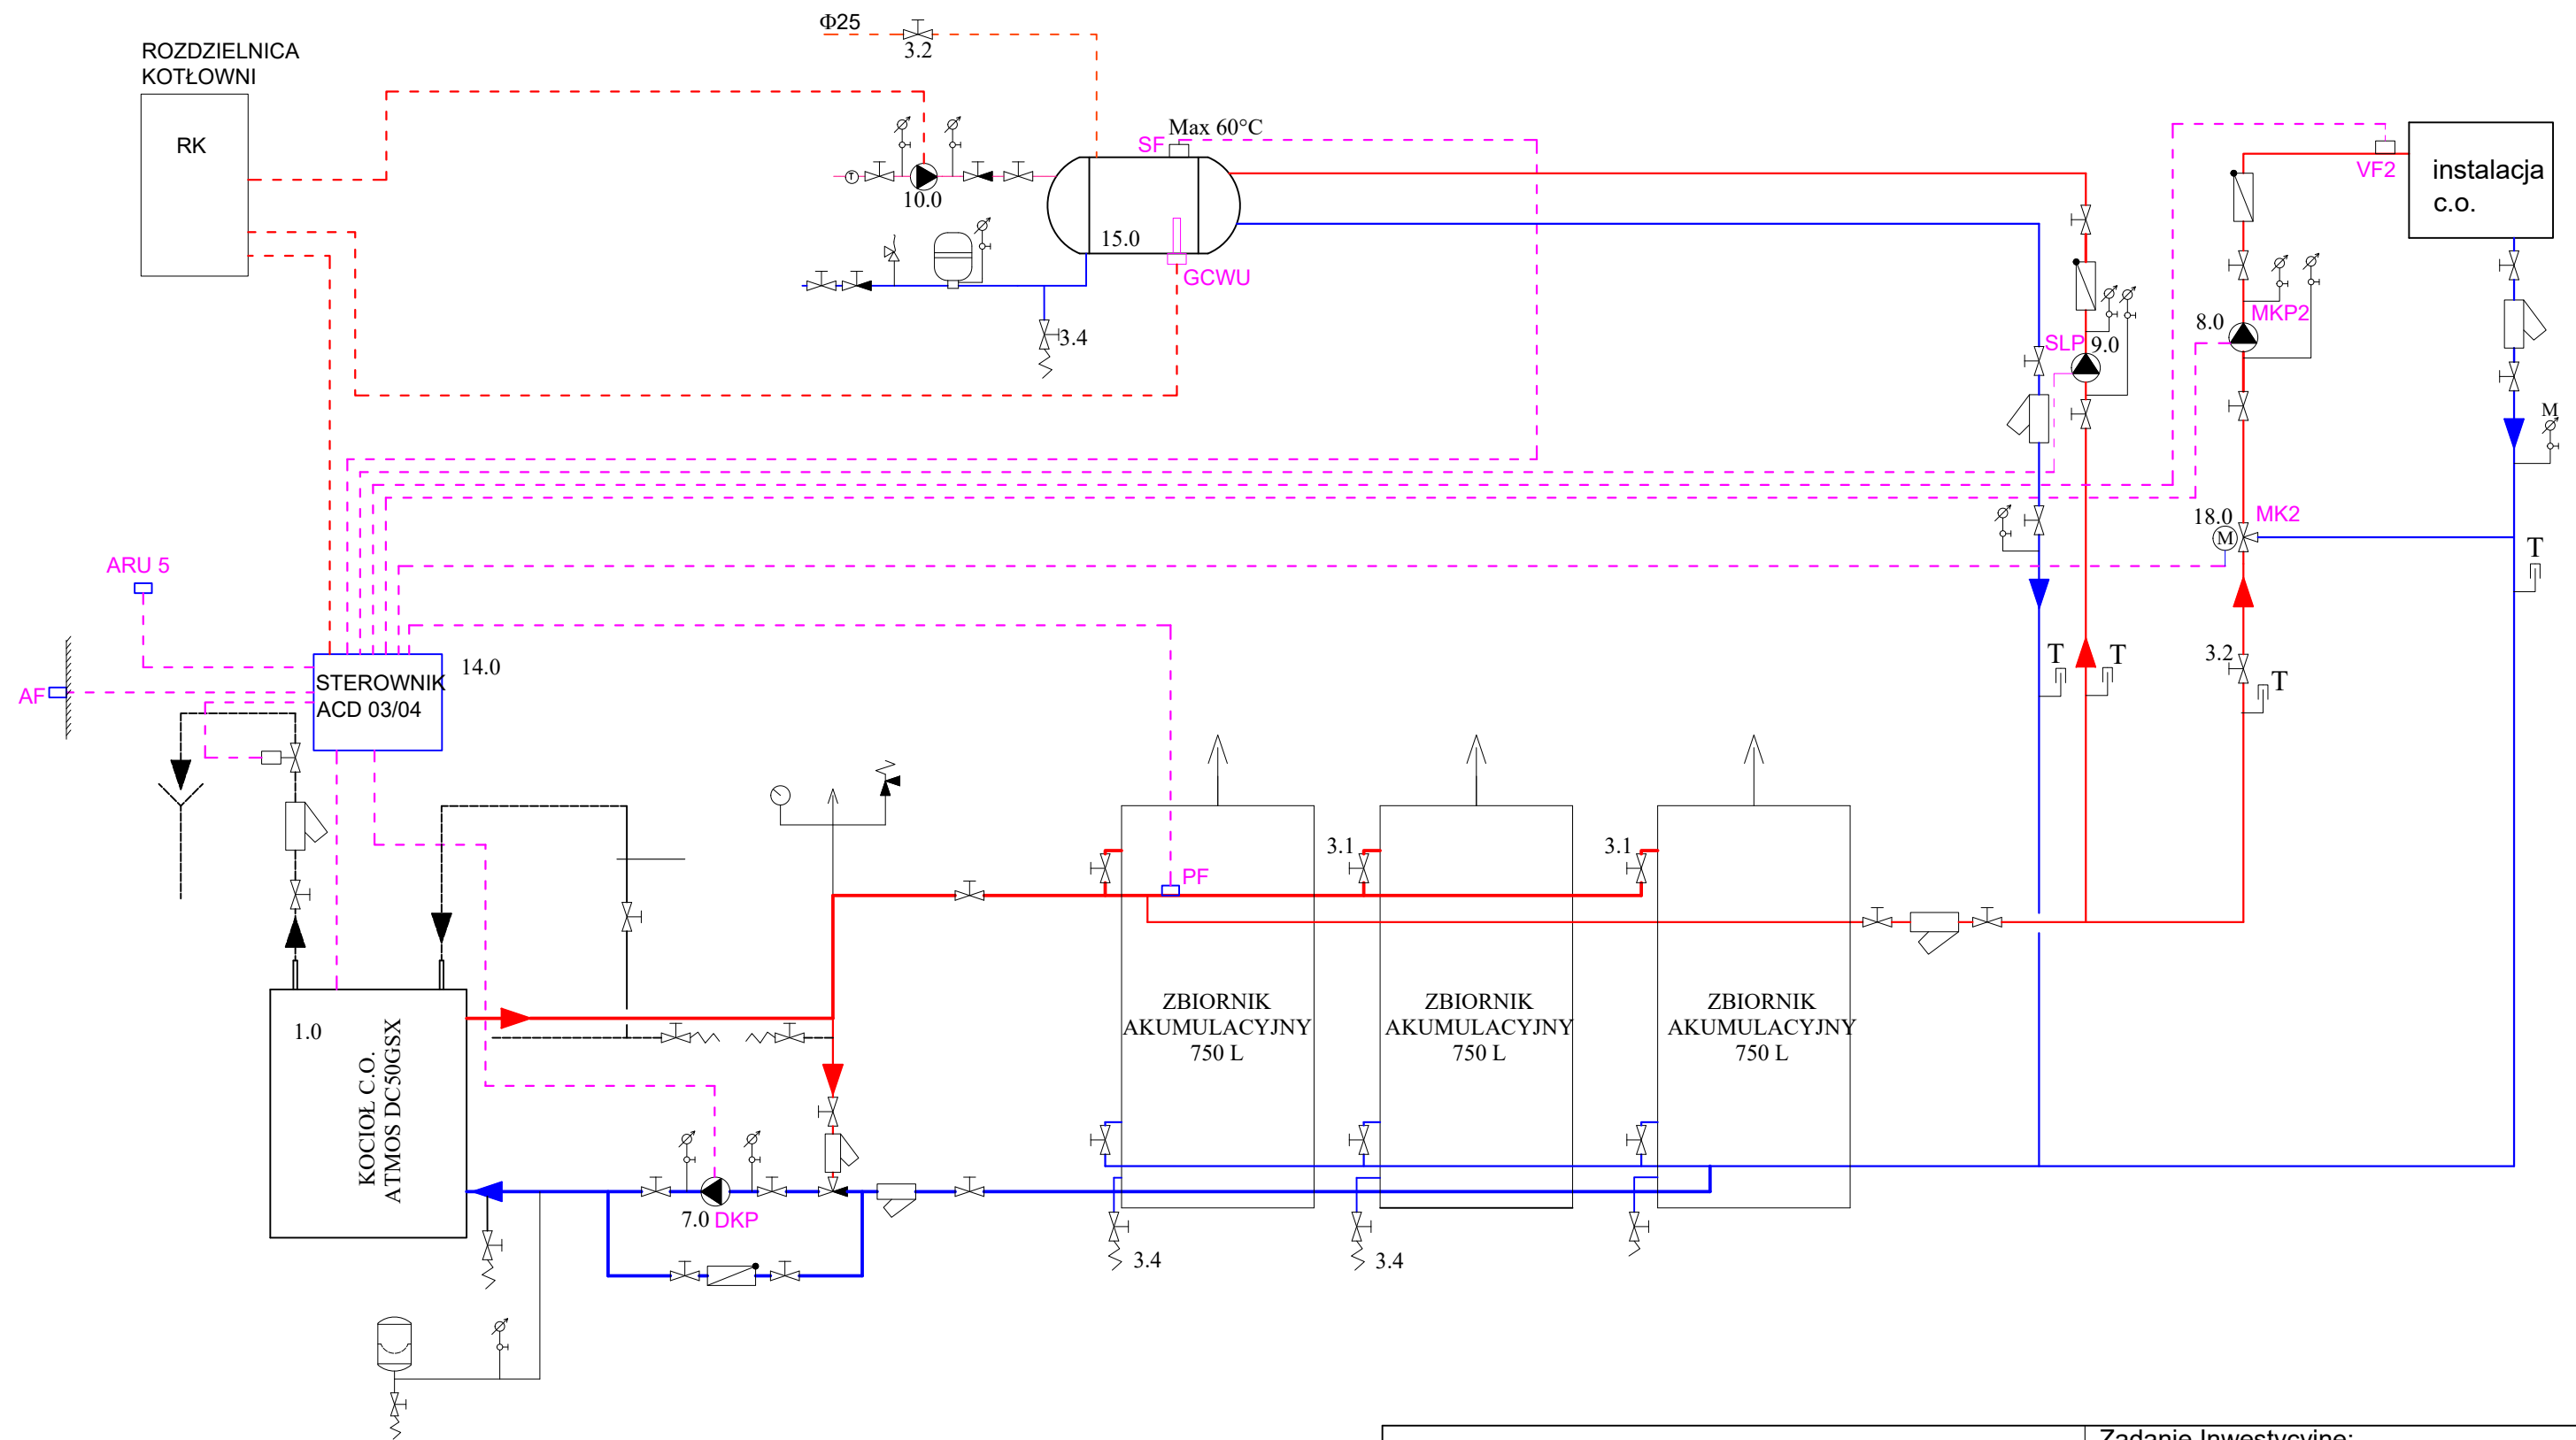 Φ25
3.2
ROZDZIELNICA
KOTŁOWNI
RK
SF
Max 60°C
10.0
15.0
GCWU
3.4
VF2
instalacja
c.o.
8.0
MKP2
SLP
9.0
M
18.0
M
MK2
T
ARU 5
AF
STEROWNIK
ACD 03/04
14.0
T
T
3.2
T
3.1
3.1
PF
1.0
KOCIOŁ C.O.
ATMOS DC50GSX
ZBIORNIK
AKUMULACYJNY
750 L
ZBIORNIK
AKUMULACYJNY
750 L
ZBIORNIK
AKUMULACYJNY
750 L
7.0
DKP
3.4
3.4
T
Zadanie Inwestycyjne: